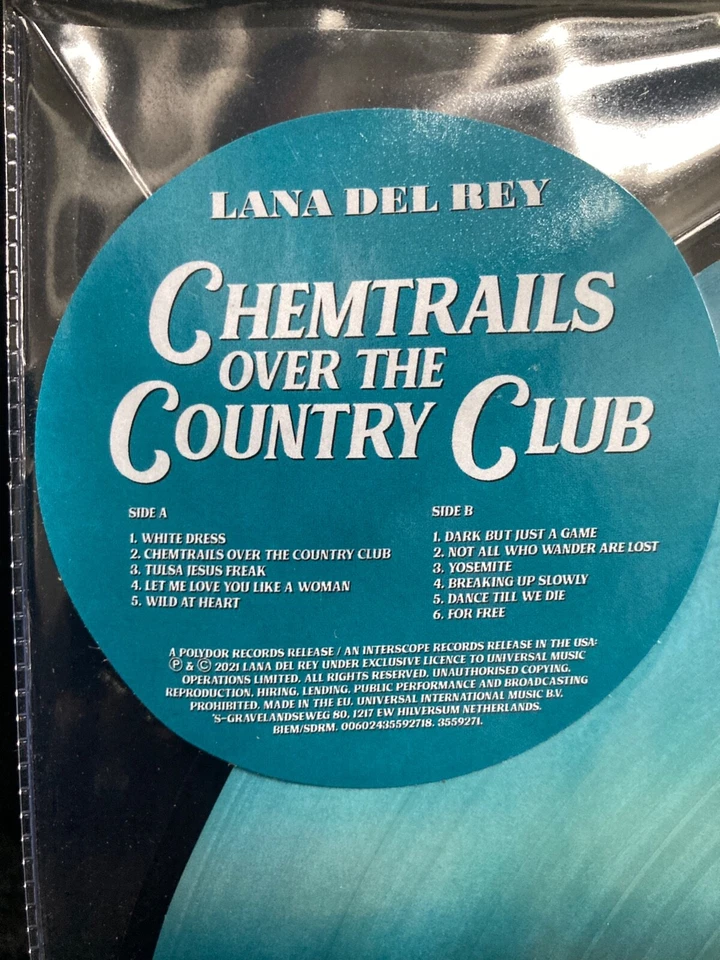 LANA DEL REY
CHEMTRAILS
OVER THE
COUNTRY CLUB
SIDE A
1. WHITE DRESS
2. CHEMTRAILS OVER THE COUNTRY CLUB
3. TULSA JESUS FREAK
4. LET ME LOVE YOU LIKE A WOMAN
5. WILD AT HEART
SIDE B
1. DARK BUT JUST A GAME
2. NOT ALL WHO WANDER ARE LOST
3. YOSEMITE
4. BREAKING UP SLOWLY
5. DANCE TILL WE DIE
6. FOR FREE
A POLYDOR RECORDS RELEASE / AN INTERSCOPE RECORDS RELEASE IN THE USA:
℗ & © 2021 LANA DEL REY UNDER EXCLUSIVE LICENCE TO UNIVERSAL MUSIC
OPERATIONS LIMITED. ALL RIGHTS RESERVED. UNAUTHORISED COPYING,
REPRODUCTION, HIRING, LENDING, PUBLIC PERFORMANCE AND BROADCASTING
PROHIBITED. MADE IN THE EU. UNIVERSAL INTERNATIONAL MUSIC B.V.
'S-GRAVELANDSEWEG 80, 1217 EW HILVERSUM NETHERLANDS.
BIEM/SDRM. 00602435592718. 3559271.